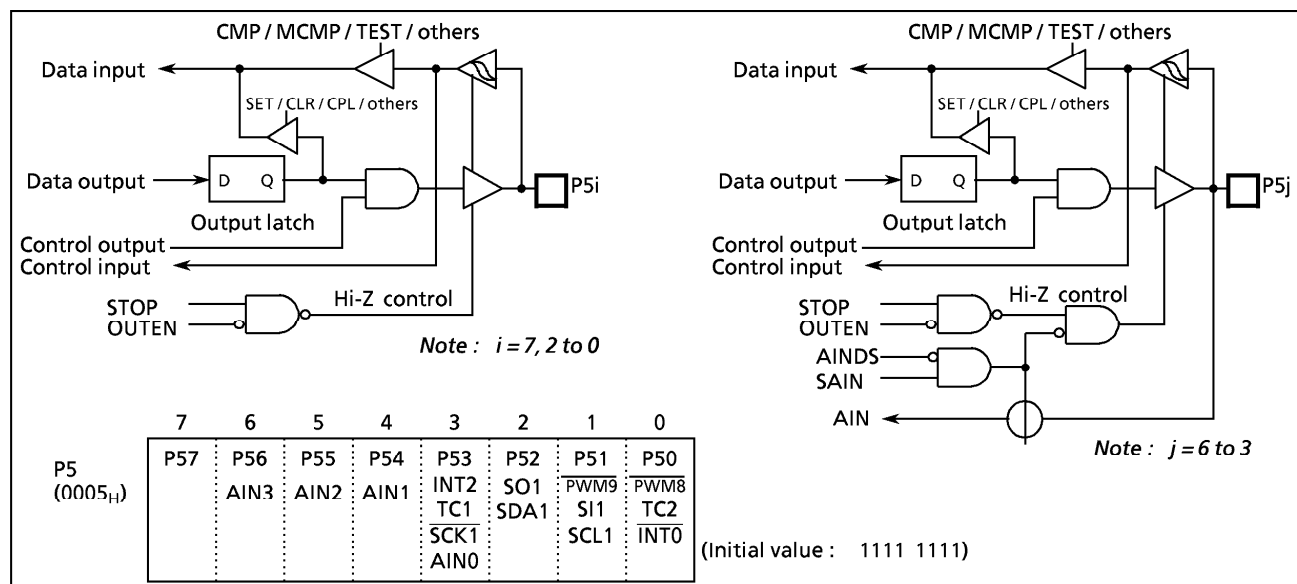 CMP / MCMP / TEST / others
Data input
SET / CLR / CPL / others
Data output
D Q
P5i
Output latch
Control output
Control input
STOP
OUTEN
Hi-Z control
Note : i = 7, 2 to 0
CMP / MCMP / TEST / others
Data input
SET / CLR / CPL / others
Data output
D Q
P5j
Output latch
Control output
Control input
STOP
OUTEN
Hi-Z control
AINDS
SAIN
AIN
Note : j = 6 to 3
7 6 5 4 3 2 1 0
P5
(0005H)
P57 P56 P55 P54 P53 P52 P51 P50
AIN3 AIN2 AIN1 INT2 SO1 PWM9 PWM8
TC1 SDA1 SI1 TC2
SCK1 SCL1 INT0
AIN0
(Initial value : 1111 1111)